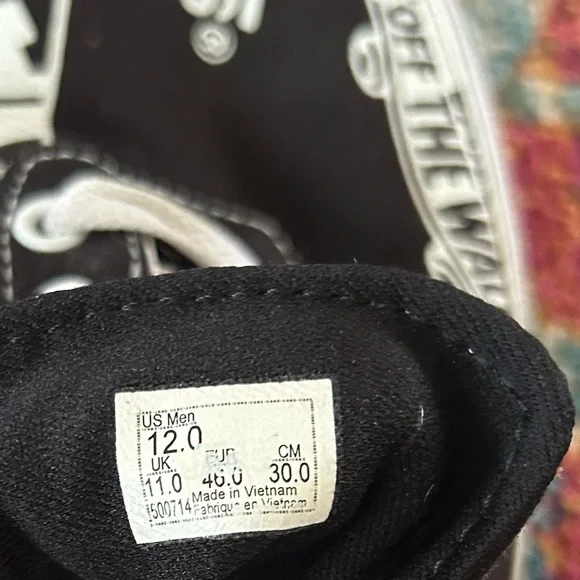 OFF THE WALL
US Men
12.0
UK EUR CM
11.0 46.0 30.0
Made in Vietnam
500714 Fabriqué en Vietnam